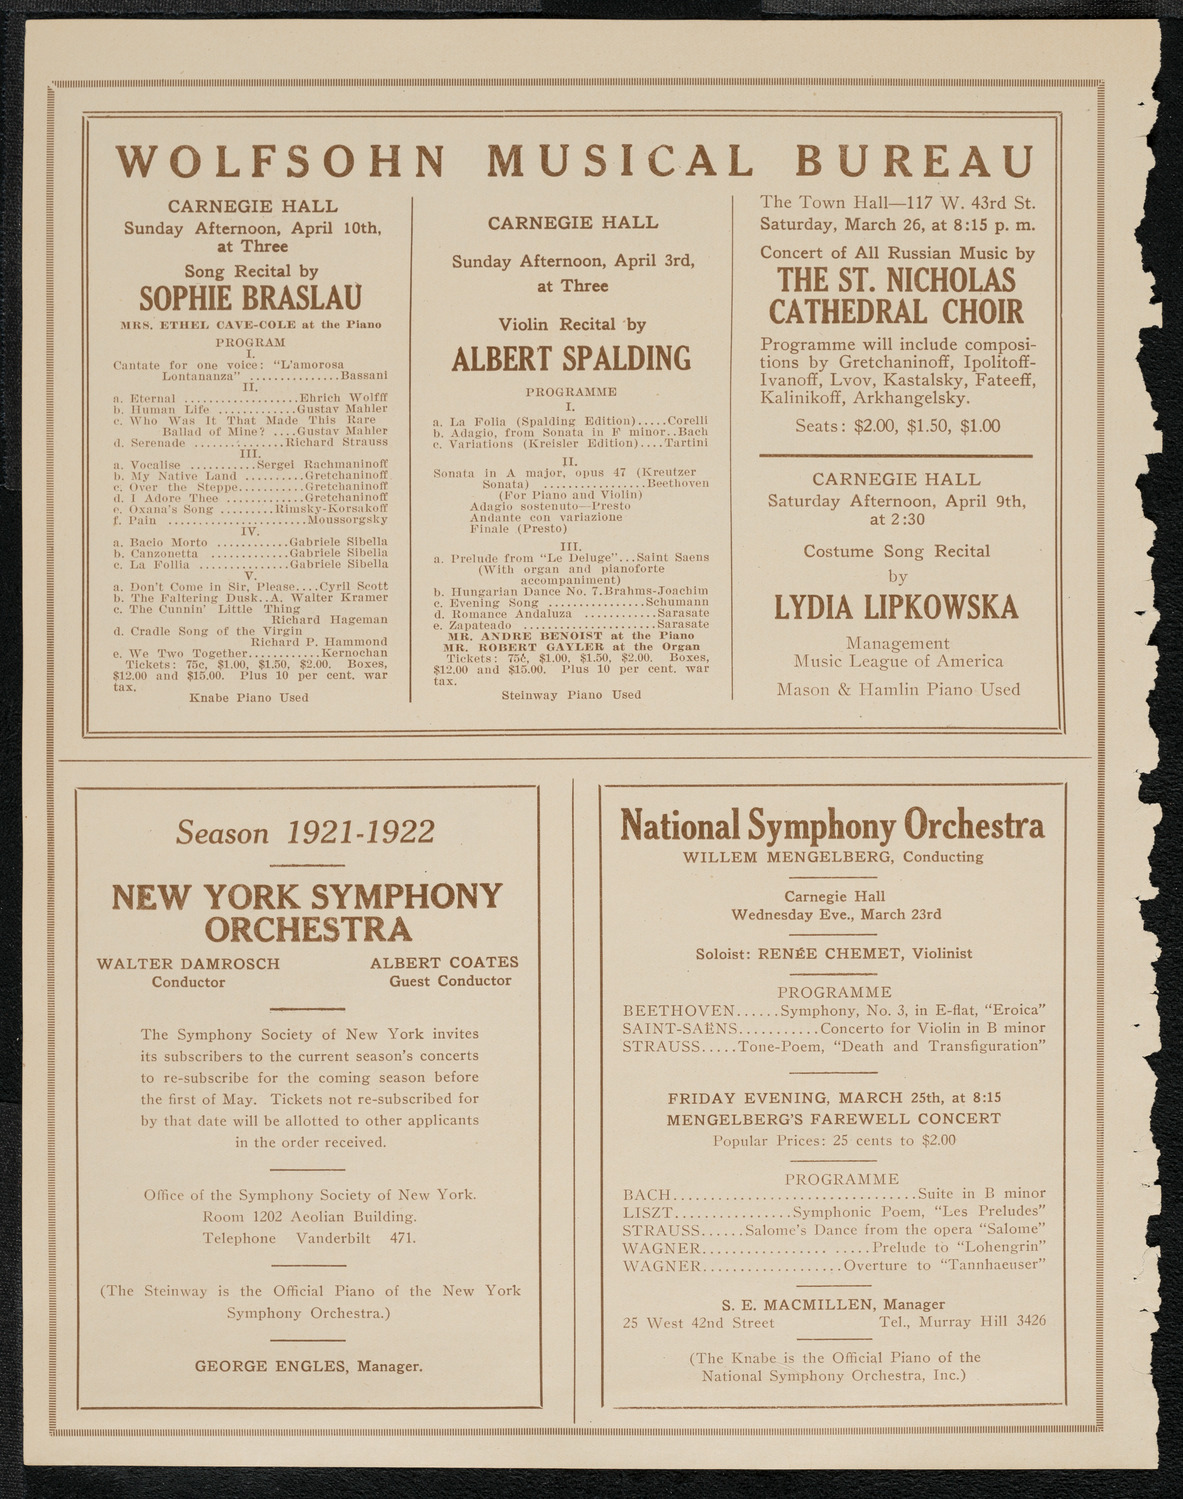 WOLFSOHN MUSICAL BUREAU
CARNEGIE HALL
Sunday Afternoon, April 10th,
at Three
Song Recital by
SOPHIE BRASLAU
MRS. ETHEL CAVE-COLE at the Piano
PROGRAM
I.
Cantate for one voice: "L'amorosa
Lontananza" ...............Bassani
II.
a. Eternal ...................Ehrich Wolfff
b. Human Life .............Gustav Mahler
c. Who Was It That Made This Rare
Ballad of Mine? ....Gustav Mahler
d. Serenade ...............Richard Strauss
III.
a. Vocalise ...........Sergei Rachmaninoff
b. My Native Land ..........Gretchaninoff
c. Over the Steppe...........Gretchaninoff
d. I Adore Thee .............Gretchaninoff
e. Oxana's Song .........Rimsky-Korsakoff
f. Pain .......................Moussorgsky
IV.
a. Bacio Morto ............Gabriele Sibella
b. Canzonetta .............Gabriele Sibella
c. La Follia ...............Gabriele Sibella
V.
a. Don't Come in Sir, Please....Cyril Scott
b. The Faltering Dusk..A. Walter Kramer
c. The Cunnin' Little Thing
Richard Hageman
d. Cradle Song of the Virgin
Richard P. Hammond
e. We Two Together............Kernochan
Tickets: 75c, $1.00, $1.50, $2.00. Boxes,
$12.00 and $15.00. Plus 10 per cent. war
tax.
Knabe Piano Used
CARNEGIE HALL
Sunday Afternoon, April 3rd,
at Three
Violin Recital by
ALBERT SPALDING
PROGRAMME
I.
a. La Folia (Spalding Edition).....Corelli
b. Adagio, from Sonata in F minor..Bach
c. Variations (Kreisler Edition)....Tartini
II.
Sonata in A major, opus 47 (Kreutzer
Sonata) .................Beethoven
(For Piano and Violin)
Adagio sostenuto—Presto
Andante con variazione
Finale (Presto)
III.
a. Prelude from "Le Deluge"...Saint Saens
(With organ and pianoforte
accompaniment)
b. Hungarian Dance No. 7.Brahms-Joachim
c. Evening Song ................Schumann
d. Romance Andaluza ............Sarasate
e. Zapateado ......................Sarasate
MR. ANDRE BENOIST at the Piano
MR. ROBERT GAYLER at the Organ
Tickets: 75¢, $1.00, $1.50, $2.00. Boxes,
$12.00 and $15.00. Plus 10 per cent. war
tax.
Steinway Piano Used
The Town Hall—117 W. 43rd St.
Saturday, March 26, at 8:15 p. m.
Concert of All Russian Music by
THE ST. NICHOLAS
CATHEDRAL CHOIR
Programme will include composi-
tions by Gretchaninoff, Ipolitoff-
Ivanoff, Lvov, Kastalsky, Fateeff,
Kalinikoff, Arkhangelsky.
Seats: $2.00, $1.50, $1.00
CARNEGIE HALL
Saturday Afternoon, April 9th,
at 2:30
Costume Song Recital
by
LYDIA LIPKOWSKA
Management
Music League of America
Mason & Hamlin Piano Used
Season 1921-1922
NEW YORK SYMPHONY
ORCHESTRA
WALTER DAMROSCH ALBERT COATES
Conductor Guest Conductor
The Symphony Society of New York invites
its subscribers to the current season's concerts
to re-subscribe for the coming season before
the first of May. Tickets not re-subscribed for
by that date will be allotted to other applicants
in the order received.
Office of the Symphony Society of New York.
Room 1202 Aeolian Building.
Telephone Vanderbilt 471.
(The Steinway is the Official Piano of the New York
Symphony Orchestra.)
GEORGE ENGLES, Manager.
National Symphony Orchestra
WILLEM MENGELBERG, Conducting
Carnegie Hall
Wednesday Eve., March 23rd
Soloist: RENÉE CHEMET, Violinist
PROGRAMME
BEETHOVEN......Symphony, No. 3, in E-flat, "Eroica"
SAINT-SAËNS...........Concerto for Violin in B minor
STRAUSS.....Tone-Poem, "Death and Transfiguration"
FRIDAY EVENING, MARCH 25th, at 8:15
MENGELBERG'S FAREWELL CONCERT
Popular Prices: 25 cents to $2.00
PROGRAMME
BACH.................................Suite in B minor
LISZT................Symphonic Poem, "Les Preludes"
STRAUSS......Salome's Dance from the opera "Salome"
WAGNER................. .....Prelude to "Lohengrin"
WAGNER...................Overture to "Tannhaeuser"
S. E. MACMILLEN, Manager
25 West 42nd Street Tel., Murray Hill 3426
(The Knabe is the Official Piano of the
National Symphony Orchestra, Inc.)